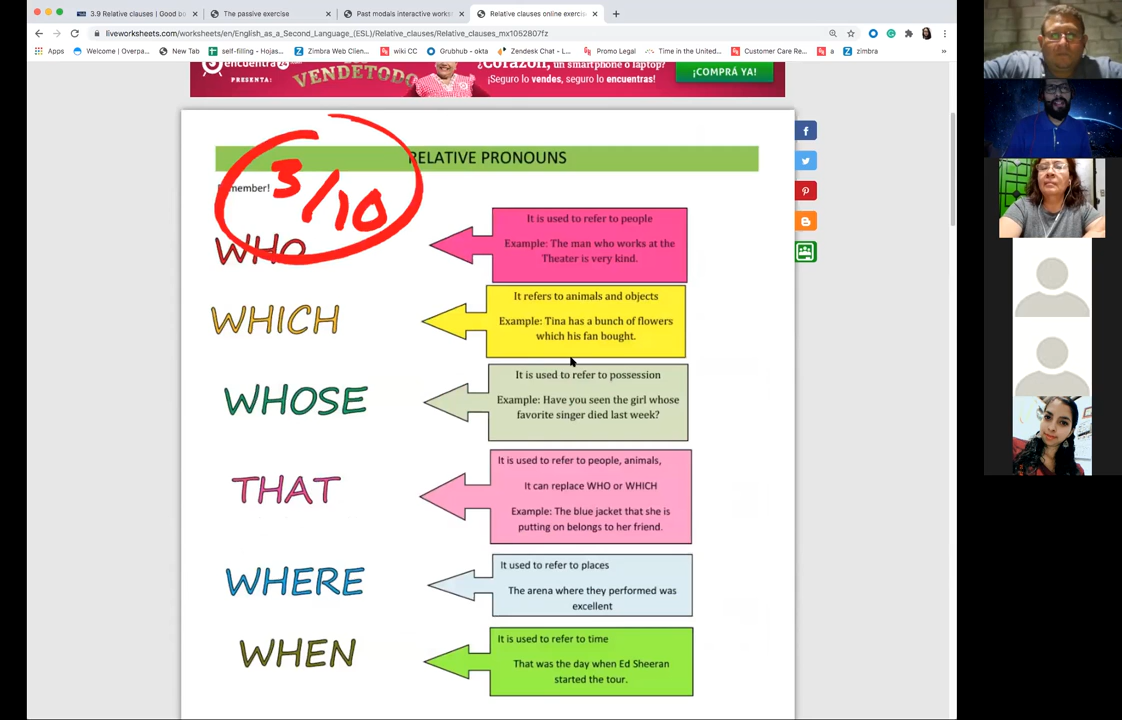 3.9 Relative clauses | Good b
The passive exercise
Past modals interactive works
Relative clauses online exercis
liveworksheets.com/worksheets/en/English_as_a_Second_Language_(ESL)/Relative_clauses/Relative_clauses_mx1052807fz
Apps
Welcome | Overpa...
New Tab
self-filling - Hojas...
Zimbra Web Clien...
wiki CC
Grubhub - okta
Zendesk Chat - L...
Promo Legal
Time in the United...
Customer Care Re...
a
zimbra
encuentra24
PRESENTA:
VENDETODO
¿Corazón, un smartphone o laptop?
¡Seguro lo vendes, seguro lo encuentras!
¡COMPRÁ YA!
RELATIVE PRONOUNS
3/10
WHO
It is used to refer to people
Example: The man who works at the
Theater is very kind.
WHICH
It refers to animals and objects
Example: Tina has a bunch of flowers
which his fan bought.
WHOSE
It is used to refer to possession
Example: Have you seen the girl whose
favorite singer died last week?
THAT
It is used to refer to people, animals,
It can replace WHO or WHICH
Example: The blue jacket that she is
putting on belongs to her friend.
WHERE
It used to refer to places
The arena where they performed was
excellent
WHEN
It is used to refer to time
That was the day when Ed Sheeran
started the tour.